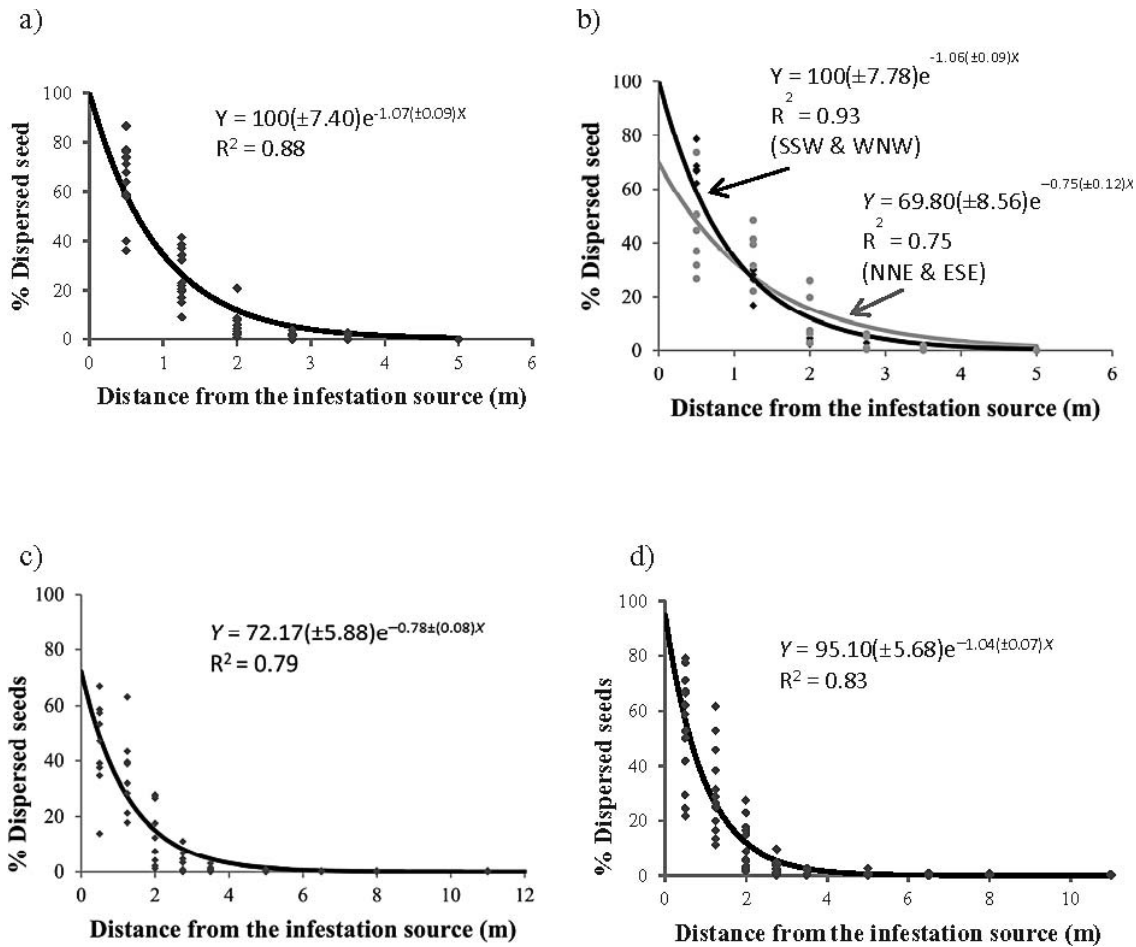 a)
100
80
60
40
20
0
% Dispersed seed
Y = 100(±7.40)e^-1.07(±0.09)X
R² = 0.88
0 1 2 3 4 5 6
Distance from the infestation source (m)
b)
100
80
60
40
20
0
% Dispersed seed
Y = 100(±7.78)e^-1.06(±0.09)X
R² = 0.93
(SSW & WNW)
Y = 69.80(±8.56)e^−0.75(±0.12)X
R² = 0.75
(NNE & ESE)
0 1 2 3 4 5 6
Distance from the infestation source (m)
c)
100
80
60
40
20
0
% Dispersed seeds
Y = 72.17(±5.88)e^−0.78±(0.08)X
R² = 0.79
0 2 4 6 8 10 12
Distance from the infestation source (m)
d)
100
80
60
40
20
0
% Dispersed seeds
Y = 95.10(±5.68)e^−1.04(±0.07)X
R² = 0.83
0 2 4 6 8 10
Distance from the infestation source (m)